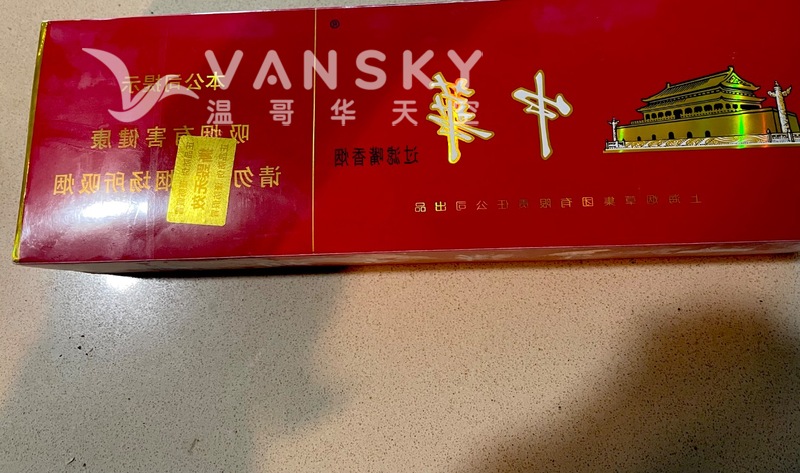 VANSKY
温哥华天空
本公司提示
吸烟有害健康
请勿在禁烟场所吸烟
中華
®
过滤嘴香烟
上海烟草集团有限责任公司出品